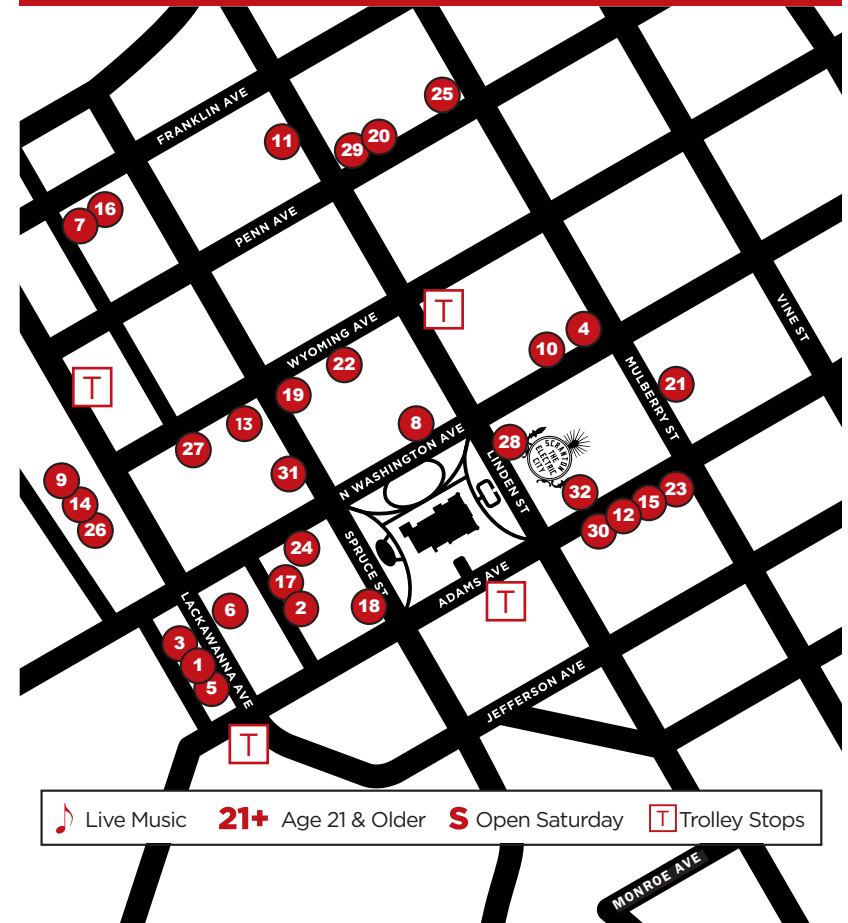 FRANKLIN AVE
25
11
20
29
16
7
PENN AVE
T
VINE ST
WYOMING AVE
4
10
22
MULBERRY ST
21
T
19
13
8
27
N WASHINGTON AVE
28
SCRANTON
THE
ELECTRIC
CITY
LINDEN ST
31
9
14
26
32
23
15
12
30
24
SPRUCE ST
17
2
18
ADAMS AVE
T
6
LACKAWANNA AVE
3
1
5
JEFFERSON AVE
T
Live Music 21+ Age 21 & Older S Open Saturday T Trolley Stops
MONROE AVE